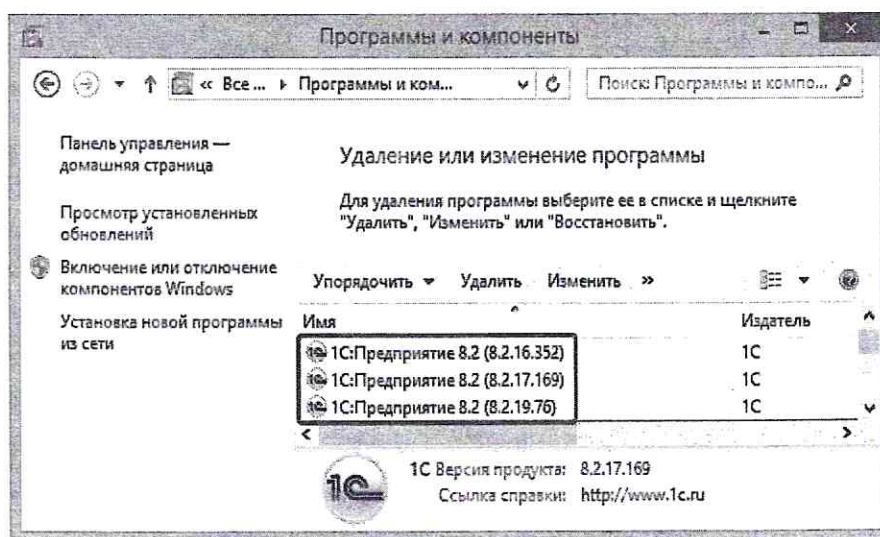 Программы и компоненты
« Все ... Программы и ком...
Поиск: Программы и компо...
Панель управления —
домашняя страница
Просмотр установленных
обновлений
Включение или отключение
компонентов Windows
Установка новой программы
из сети
Удаление или изменение программы
Для удаления программы выберите ее в списке и щелкните
"Удалить", "Изменить" или "Восстановить".
Упорядочить Удалить Изменить »
Имя Издатель
1С:Предприятие 8.2 (8.2.16.352) 1С
1С:Предприятие 8.2 (8.2.17.169) 1С
1С:Предприятие 8.2 (8.2.19.76) 1С
1С
1С Версия продукта: 8.2.17.169
Ссылка справки: http://www.1c.ru